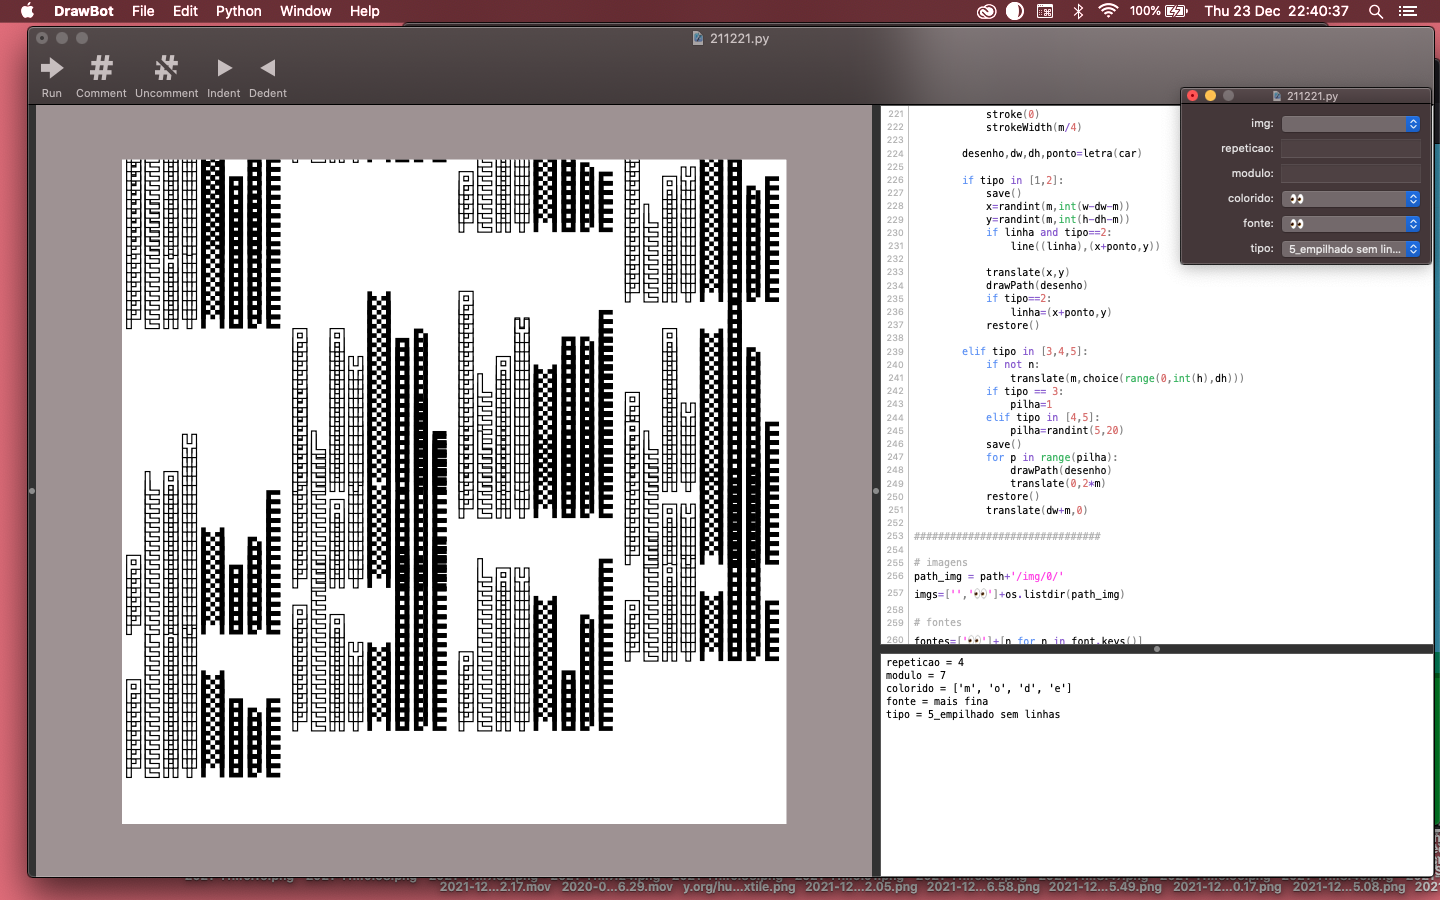 DrawBot File Edit Python Window Help
100% Thu 23 Dec 22:40:37
211221.py
Run Comment Uncomment Indent Dedent
PLAYMODE
221 stroke(0)
222 strokeWidth(m/4)
223
224 desenho,dw,dh,ponto=letra(car)
225
226 if tipo in [1,2]:
227 save()
228 x=randint(m,int(w-dw-m))
229 y=randint(m,int(h-dh-m))
230 if linha and tipo==2:
231 line((linha),(x+ponto,y))
232
233 translate(x,y)
234 drawPath(desenho)
235 if tipo==2:
236 linha=(x+ponto,y)
237 restore()
238
239 elif tipo in [3,4,5]:
240 if not n:
241 translate(m,choice(range(0,int(h),dh)))
242 if tipo == 3:
243 pilha=1
244 elif tipo in [4,5]:
245 pilha=randint(5,20)
246 save()
247 for p in range(pilha):
248 drawPath(desenho)
249 translate(0,2*m)
250 restore()
251 translate(dw+m,0)
252
253 ###############################
254
255 # imagens
256 path_img = path+'/img/0/'
257 imgs=['','👀']+os.listdir(path_img)
258
259 # fontes
260 fontes=['👀']+[n for n in font.keys()]
211221.py
img:
repeticao:
modulo:
colorido: 👀
fonte: 👀
tipo: 5_empilhado sem lin...
repeticao = 4
modulo = 7
colorido = ['m', 'o', 'd', 'e']
fonte = mais fina
tipo = 5_empilhado sem linhas
2021-12...2.17.mov 2020-0...6.29.mov y.org/hu...xtile.png 2021-12...2.05.png 2021-12...6.58.png 2021-12...5.49.png 2021-12...0.17.png 2021-12...5.08.png